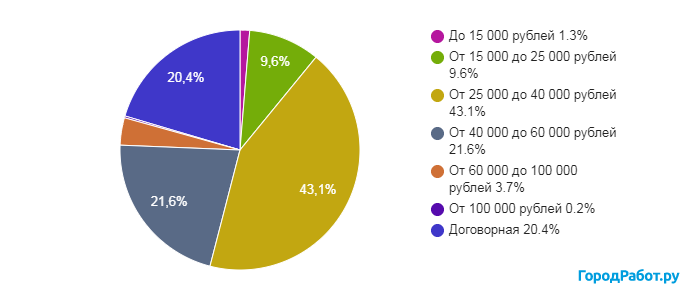 20,4%
9,6%
43,1%
21,6%
До 15 000 рублей 1.3%
От 15 000 до 25 000 рублей
9.6%
От 25 000 до 40 000 рублей
43.1%
От 40 000 до 60 000 рублей
21.6%
От 60 000 до 100 000
рублей 3.7%
От 100 000 рублей 0.2%
Договорная 20.4%
ГородРабот.ру